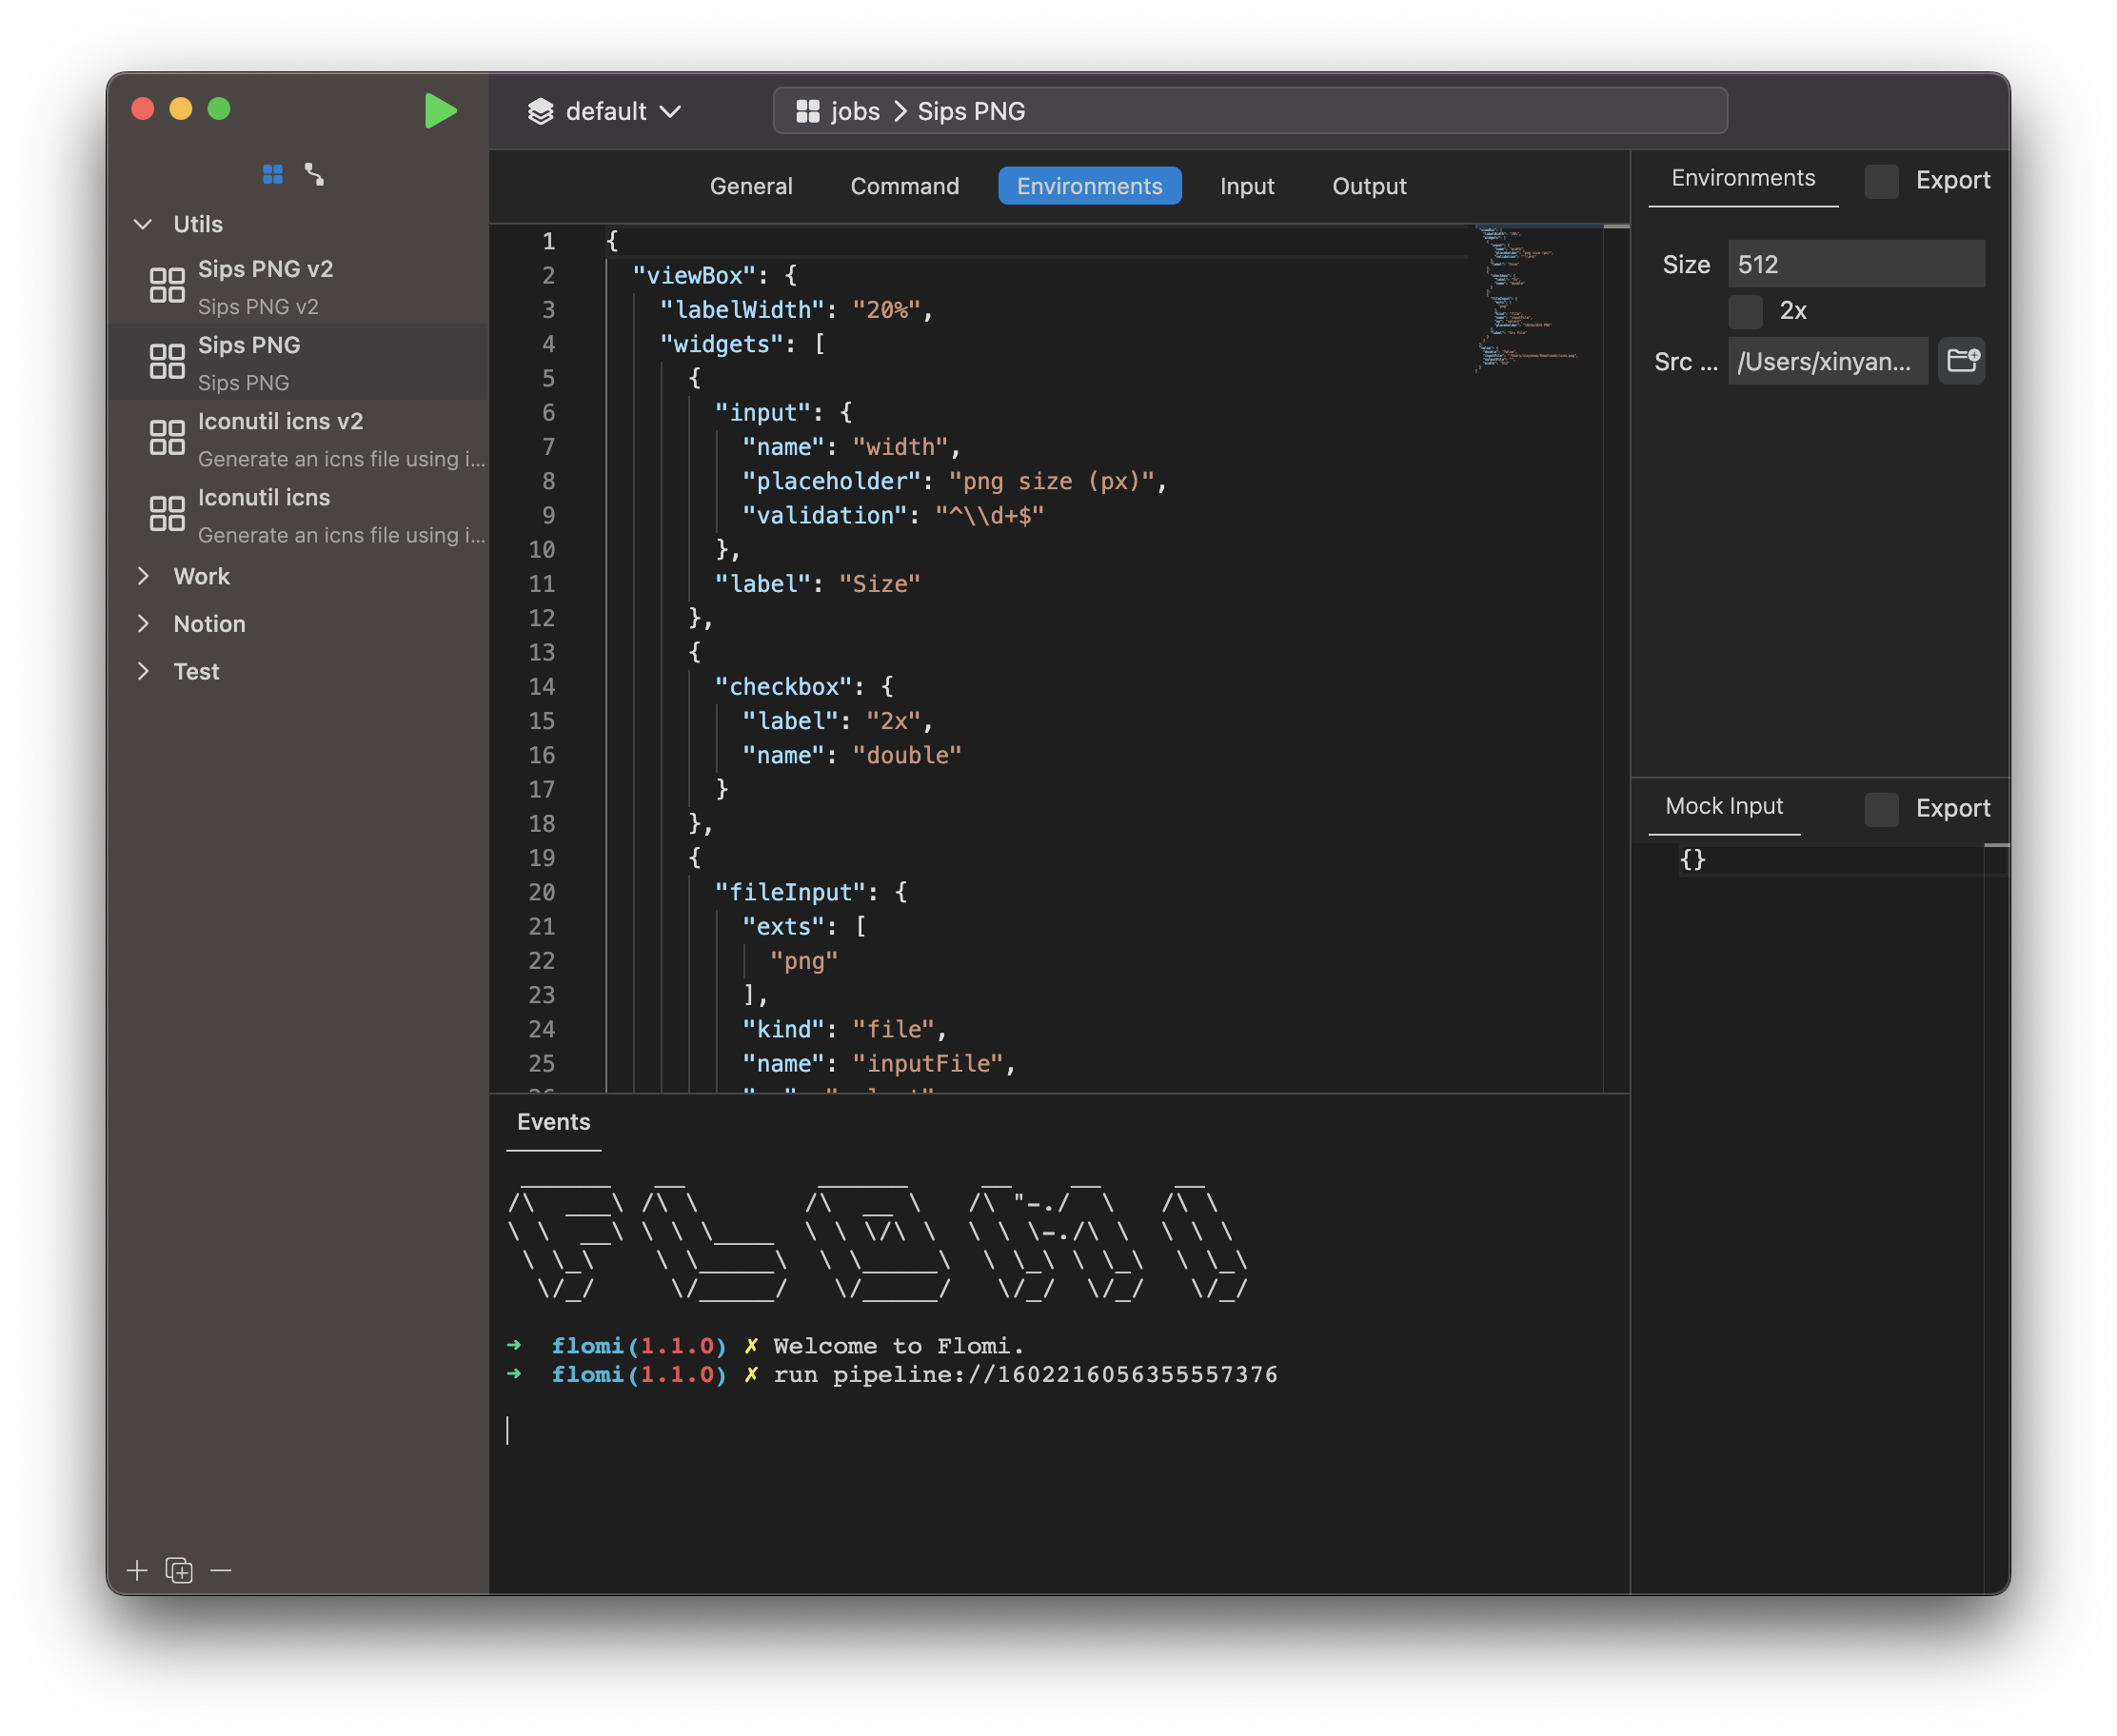 default
jobs > Sips PNG
Utils
Sips PNG v2
Sips PNG v2
Sips PNG
Sips PNG
Iconutil icns v2
Generate an icns file using i...
Iconutil icns
Generate an icns file using i...
Work
Notion
Test
General Command Environments Input Output
1 {
2 "viewBox": {
3 "labelWidth": "20%",
4 "widgets": [
5 {
6 "input": {
7 "name": "width",
8 "placeholder": "png size (px)",
9 "validation": "^\\d+$"
10 },
11 "label": "Size"
12 },
13 {
14 "checkbox": {
15 "label": "2x",
16 "name": "double"
17 }
18 },
19 {
20 "fileInput": {
21 "exts": [
22 "png"
23 ],
24 "kind": "file",
25 "name": "inputFile",
Events
FLOMI
➜ flomi(1.1.0) ✗ Welcome to Flomi.
➜ flomi(1.1.0) ✗ run pipeline://1602216056355557376
Environments Export
Size 512
2x
Src ... /Users/xinyan...
Mock Input Export
{}